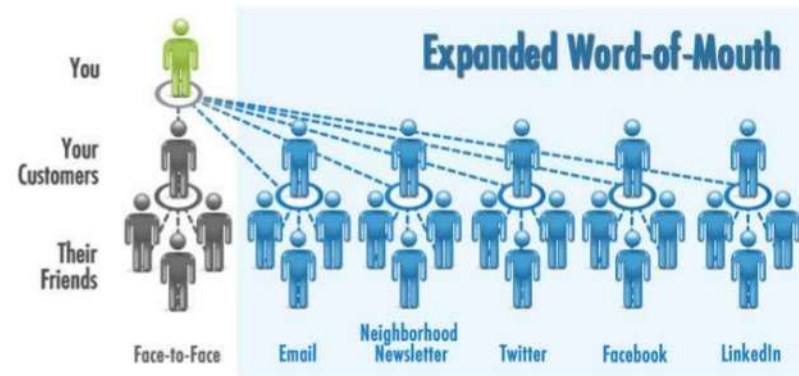 Expanded Word-of-Mouth
You
Your
Customers
Their
Friends
Face-to-Face
Email
Neighborhood
Newsletter
Twitter
Facebook
LinkedIn